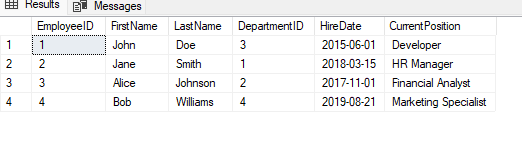 Results Messages
EmployeeID FirstName LastName DepartmentID HireDate CurrentPosition
1 1 John Doe 3 2015-06-01 Developer
2 2 Jane Smith 1 2018-03-15 HR Manager
3 3 Alice Johnson 2 2017-11-01 Financial Analyst
4 4 Bob Williams 4 2019-08-21 Marketing Specialist